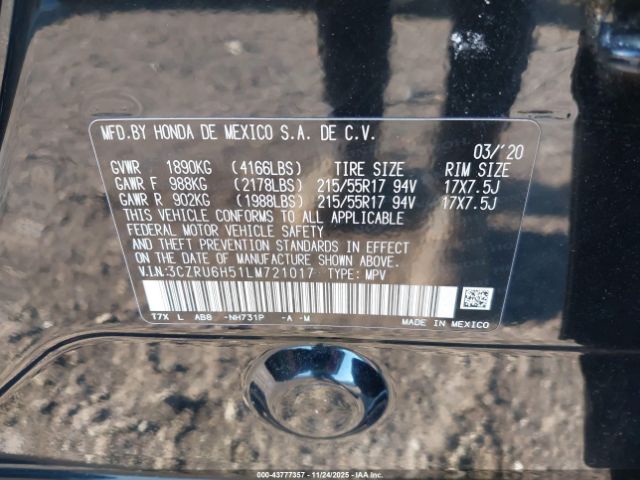 MFD.BY HONDA DE MEXICO S.A. DE C.V.
03/'20
GVWR 1890KG (4166LBS) TIRE SIZE RIM SIZE
GAWR F 988KG (2178LBS) 215/55R17 94V 17X7.5J
GAWR R 902KG (1988LBS) 215/55R17 94V 17X7.5J
THIS VEHICLE CONFORMS TO ALL APPLICABLE
FEDERAL MOTOR VEHICLE SAFETY
AND THEFT PREVENTION STANDARDS IN EFFECT
ON THE DATE OF MANUFACTURE SHOWN ABOVE.
V.I.N:3CZRU6H51LM721017 TYPE: MPV
T7X L AB8 -NH731P -A -M
MADE IN MEXICO
000-43777357 - 11/24/2025 - IAAI.COM